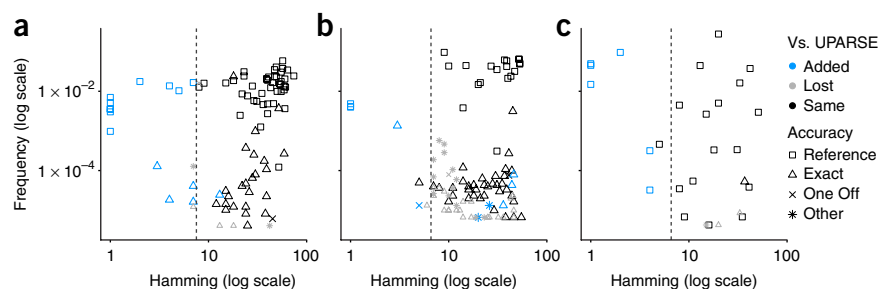 a b c
Vs. UPARSE
Added
Lost
Same
Accuracy
Reference
Exact
One Off
Other
Frequency (log scale)
1 × 10⁻²
1 × 10⁻⁴
1 10 100 1 10 100 1 10 100
Hamming (log scale) Hamming (log scale) Hamming (log scale)